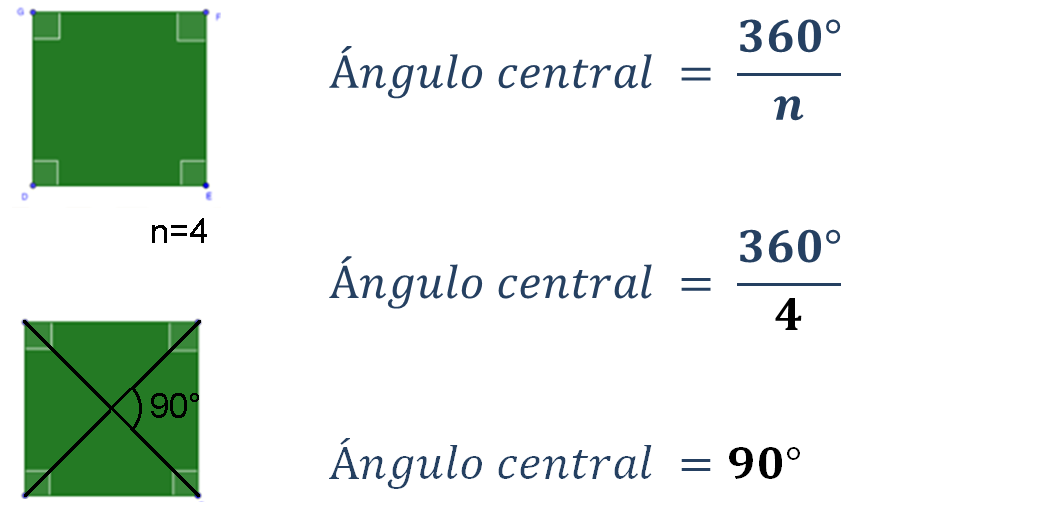 G F
Ángulo central = 360° / n
D E
n=4
Ángulo central = 360° / 4
90°
Ángulo central = 90°